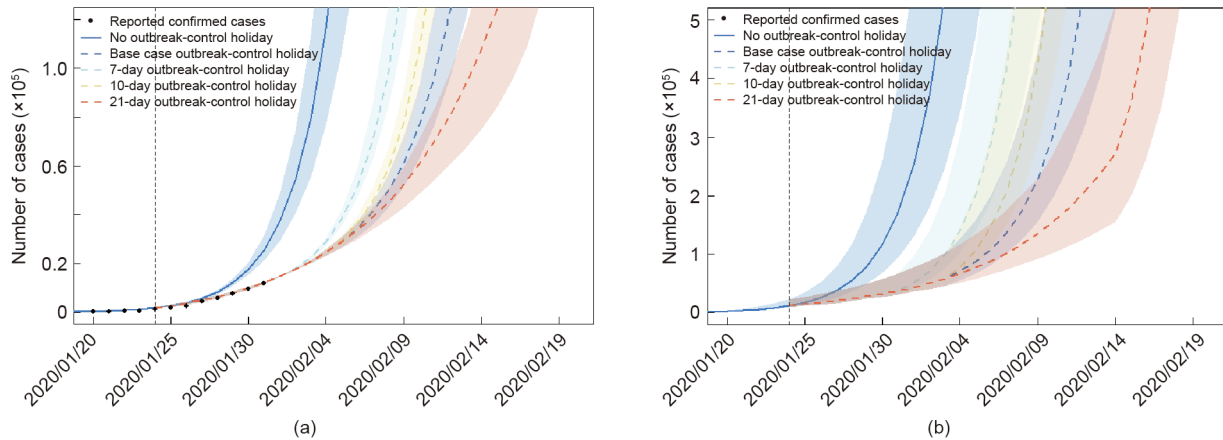 Reported confirmed cases
No outbreak-control holiday
Base case outbreak-control holiday
7-day outbreak-control holiday
10-day outbreak-control holiday
21-day outbreak-control holiday
Number of cases (×10⁵)
1.0
0.6
0.2
0
2020/01/20
2020/01/25
2020/01/30
2020/02/04
2020/02/09
2020/02/14
2020/02/19
(a)
Reported confirmed cases
No outbreak-control holiday
Base case outbreak-control holiday
7-day outbreak-control holiday
10-day outbreak-control holiday
21-day outbreak-control holiday
Number of cases (×10⁵)
5
4
3
2
1
0
2020/01/20
2020/01/25
2020/01/30
2020/02/04
2020/02/09
2020/02/14
2020/02/19
(b)